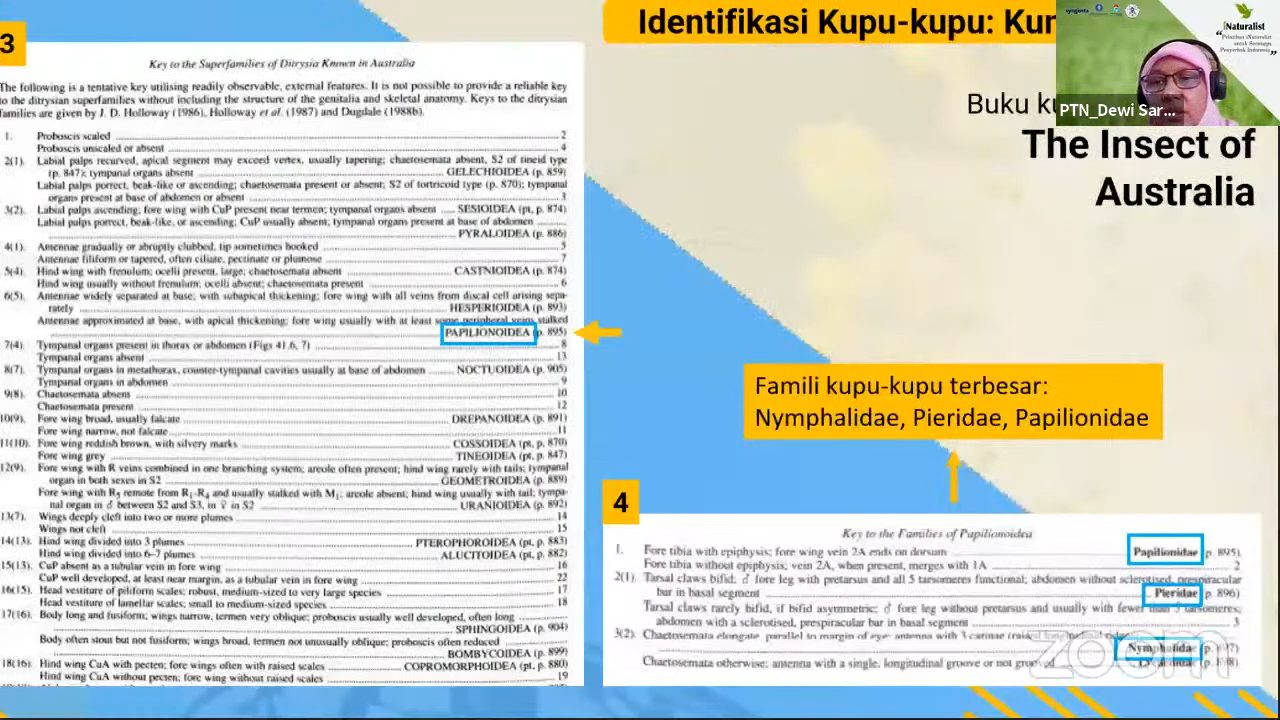 Identifikasi Kupu-kupu: Kun
Naturalist
Pelatihan iNaturalist
untuk Serangga
Penyerbuk Indonesia
PTN_Dewi Sar...
Buku ku
The Insect of
Australia
3
Key to the Superfamilies of Ditrysia Known in Australia
The following is a tentative key utilising readily observable, external features. It is not possible to provide a reliable key
to the ditrysian superfamilies without including the structure of the genitalia and skeletal anatomy. Keys to the ditrysian
families are given by J. D. Holloway (1986), Holloway et al. (1987) and Dugdale (1988b).
1. Proboscis scaled 2
Proboscis unscaled or absent 4
2(1). Labial palps recurved, apical segment may exceed vertex, usually tapering; chaetosemata absent, S2 of tineid type
(p. 847); tympanal organs absent GELECHIOIDEA (p. 859)
Labial palps porrect, beak-like or ascending; chaetosemata present or absent; S2 of tortricoid type (p. 870); tympanal
organs present at base of abdomen or absent 3
3(2). Labial palps ascending; fore wing with CuP present near termen; tympanal organs absent SESIOIDEA (pt, p. 874)
Labial palps porrect, beak-like, or ascending; CuP usually absent; tympanal organs present at base of abdomen
PYRALOIDEA (p. 886)
4(1). Antennae gradually or abruptly clubbed, tip sometimes hooked 5
Antennae filiform or tapered, often ciliate, pectinate or plumose 7
5(4). Hind wing with frenulum; ocelli present, large; chaetosemata absent CASTNIOIDEA (p. 874)
Hind wing usually without frenulum; ocelli absent; chaetosemata present 6
6(5). Antennae widely separated at base, with subapical thickening; fore wing with all veins from discal cell arising sepa-
rately HESPERIOIDEA (p. 893)
Antennae approximated at base, with apical thickening; fore wing usually with at least some peripheral veins stalked
PAPILIONOIDEA (p. 895)
7(4). Tympanal organs present in thorax or abdomen (Figs 41.6, 7) 8
Tympanal organs absent 13
8(7). Tympanal organs in metathorax, counter-tympanal cavities usually at base of abdomen NOCTUOIDEA (p. 905)
Tympanal organs in abdomen 9
9(8). Chaetosemata absent 10
Chaetosemata present 12
10(9). Fore wing broad, usually falcate DREPANOIDEA (p. 891)
Fore wing narrow, not falcate 11
11(10). Fore wing reddish brown, with silvery marks COSSOIDEA (pt, p. 870)
Fore wing grey TINEOIDEA (pt, p. 847)
12(9). Fore wing with R veins combined in one branching system; areole often present; hind wing rarely with tails; tympanal
organ in both sexes in S2 GEOMETROIDEA (p. 889)
Fore wing with R5 remote from R1-R4 and usually stalked with M1; areole absent; hind wing usually with tail; tympa-
nal organ in ♂ between S2 and S3, in ♀ in S2 URANIOIDEA (p. 892)
13(7). Wings deeply cleft into two or more plumes 14
Wings not cleft 15
14(13). Hind wing divided into 3 plumes PTEROPHOROIDEA (p. 883)
Hind wing divided into 6-7 plumes ALUCITOIDEA (p. 882)
15(13). CuP absent as a tubular vein in fore wing 16
CuP well developed, at least near margin, as a tubular vein in fore wing 22
16(15). Head vestiture of piliform scales; robust, medium-sized to very large species 17
Head vestiture of lamellar scales; small to medium-sized species 18
17(16). Body long and fusiform; wings narrow, termen very oblique; proboscis usually well developed, often long
SPHINGOIDEA (p. 904)
Body often stout but not fusiform; wings broad, termen not unusually oblique; proboscis often reduced
BOMBYCOIDEA (p. 899)
18(16). Hind wing CuA with pecten; fore wings often with raised scales COPROMORPHOIDEA (p. 880)
Hind wing CuA without pecten; fore wing without raised scales 19
Famili kupu-kupu terbesar:
Nymphalidae, Pieridae, Papilionidae
4
Key to the Families of Papilionoidea
1. Fore tibia with epiphysis; fore wing vein 2A ends on dorsum Papilionidae (p. 895)
Fore tibia without epiphysis; vein 2A, when present, merges with 1A 2
2(1). Tarsal claws bifid; ♂ fore leg with pretarsus and all 5 tarsomeres functional; abdomen without sclerotised, prespiracular
bar in basal segment Pieridae (p. 896)
Tarsal claws rarely bifid, if bifid asymmetric; ♂ fore leg without pretarsus and usually with fewer than 5 tarsomeres;
abdomen with a sclerotised, prespiracular bar in basal segment 3
3(2). Chaetosemata elongate, parallel to margin of eye; antenna with 3 carinae (raised longitudinal
Nymphalidae (p.
Chaetosemata otherwise; antenna with a single, longitudinal groove or not grooved
zoom